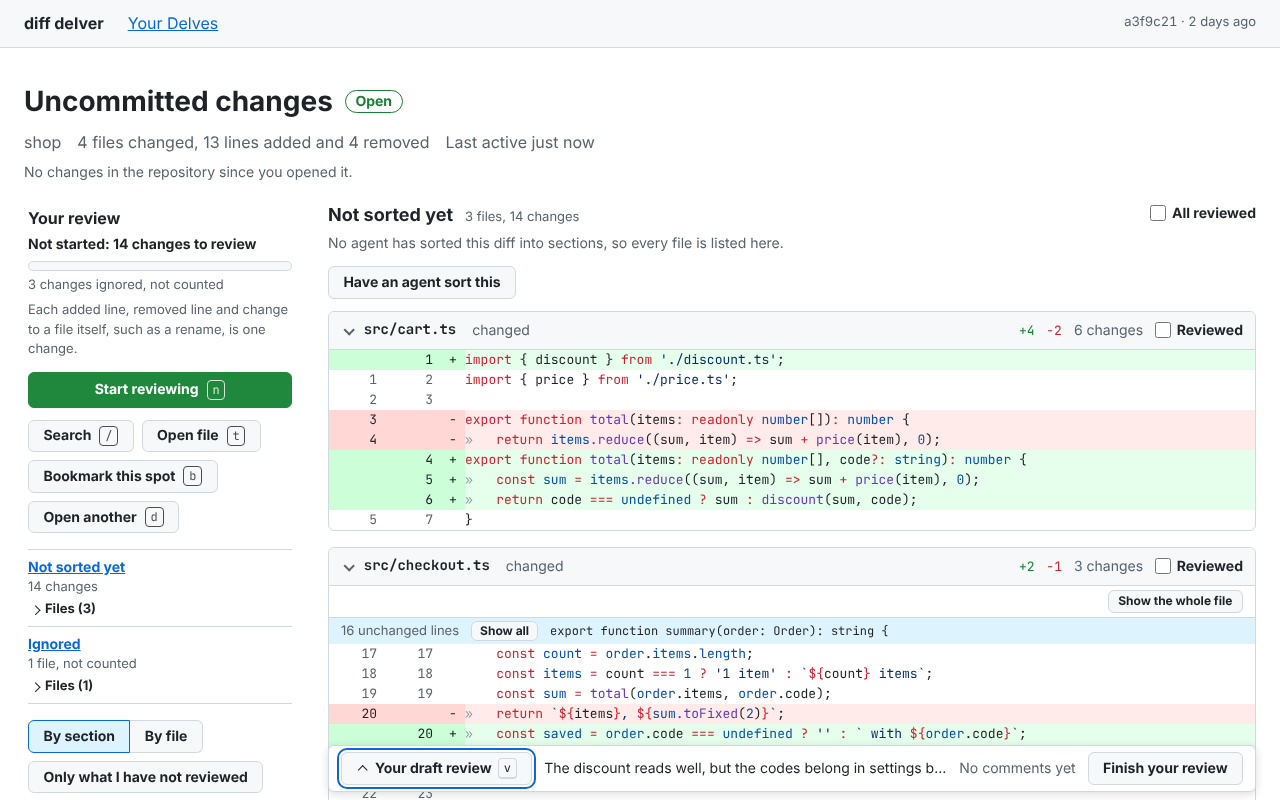 diff delver Your Delves a3f9c21 · 2 days ago
Uncommitted changes Open
shop 4 files changed, 13 lines added and 4 removed Last active just now
No changes in the repository since you opened it.
Your review
Not started: 14 changes to review
3 changes ignored, not counted
Each added line, removed line and change
to a file itself, such as a rename, is one
change.
Start reviewing n
Search / Open file t
Bookmark this spot b
Open another d
Not sorted yet
14 changes
Files (3)
Ignored
1 file, not counted
Files (1)
By section By file
Only what I have not reviewed
Not sorted yet 3 files, 14 changes All reviewed
No agent has sorted this diff into sections, so every file is listed here.
Have an agent sort this
src/cart.ts changed +4 -2 6 changes Reviewed
1 + import { discount } from './discount.ts';
1 2 import { price } from './price.ts';
2 3
3 - export function total(items: readonly number[]): number {
4 - » return items.reduce((sum, item) => sum + price(item), 0);
4 + export function total(items: readonly number[], code?: string): number {
5 + » const sum = items.reduce((sum, item) => sum + price(item), 0);
6 + » return code === undefined ? sum : discount(sum, code);
5 7 }
src/checkout.ts changed +2 -1 3 changes Reviewed
Show the whole file
16 unchanged lines Show all export function summary(order: Order): string {
17 17 const count = order.items.length;
18 18 const items = count === 1 ? '1 item' : `${count} items`;
19 19 const sum = total(order.items, order.code);
20 - » return `${items}, ${sum.toFixed(2)}`;
20 + » const saved = order.code === undefined ? '' : ` with ${order.code}`;
Your draft review v The discount reads well, but the codes belong in settings b... No comments yet Finish your review
22 23